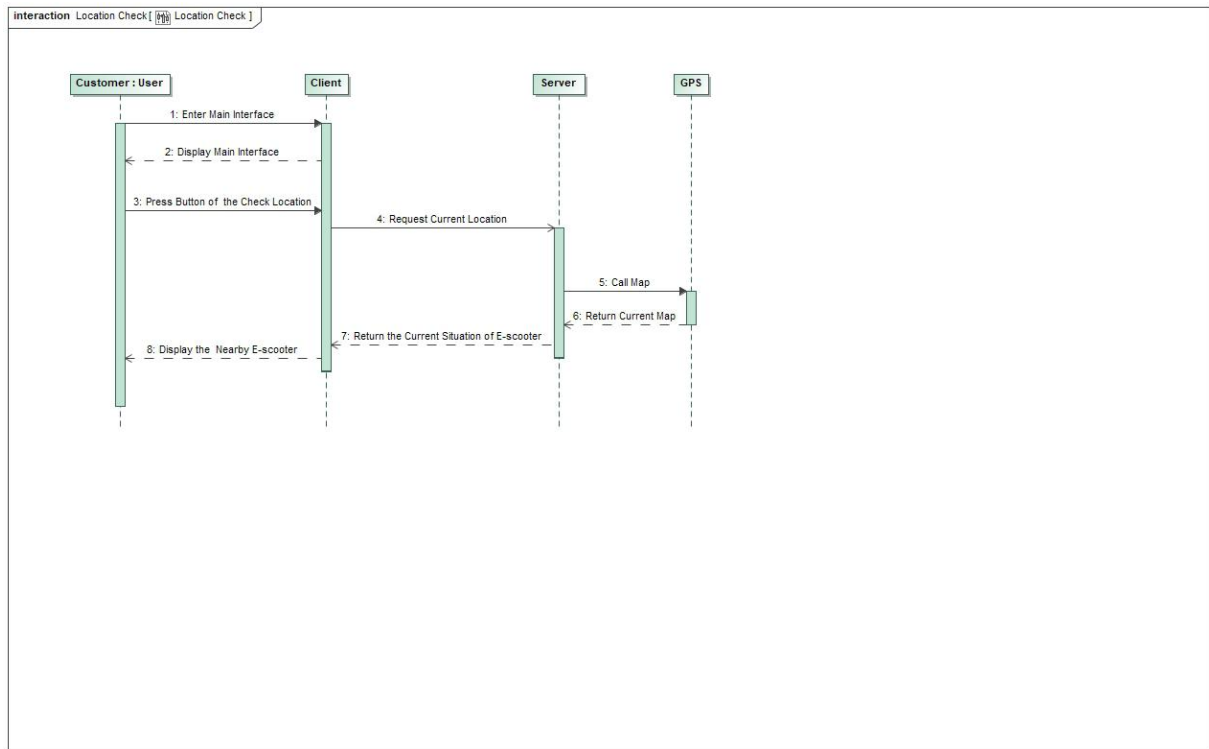 interaction Location Check [ Location Check ]
Customer : User
Client
Server
GPS
1: Enter Main Interface
2: Display Main Interface
3: Press Button of the Check Location
4: Request Current Location
5: Call Map
6: Return Current Map
7: Return the Current Situation of E-scooter
8: Display the Nearby E-scooter